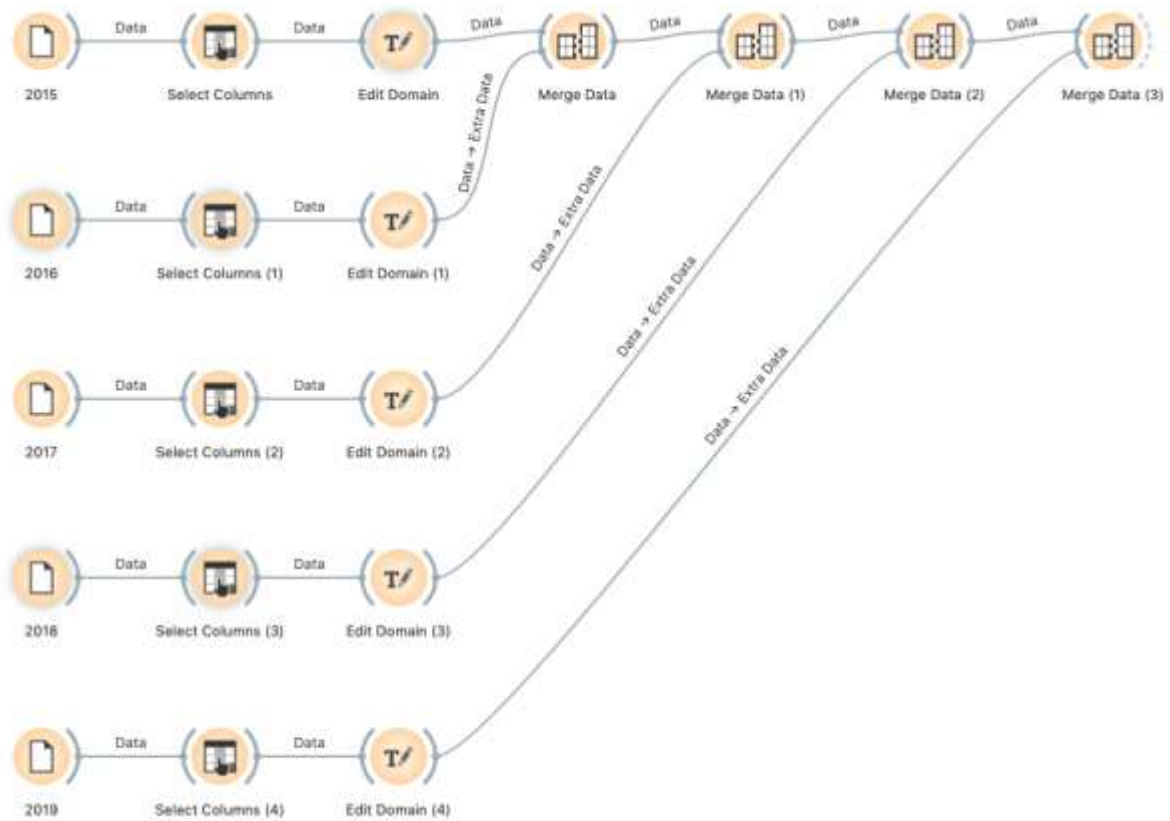 Data Data Data Data Data Data
2015 Select Columns Edit Domain Merge Data Merge Data (1) Merge Data (2) Merge Data (3)
Data → Extra Data
Data Data
2016 Select Columns (1) Edit Domain (1)
Data → Extra Data
Data Data
2017 Select Columns (2) Edit Domain (2)
Data → Extra Data
Data Data
2018 Select Columns (3) Edit Domain (3)
Data → Extra Data
Data Data
2019 Select Columns (4) Edit Domain (4)